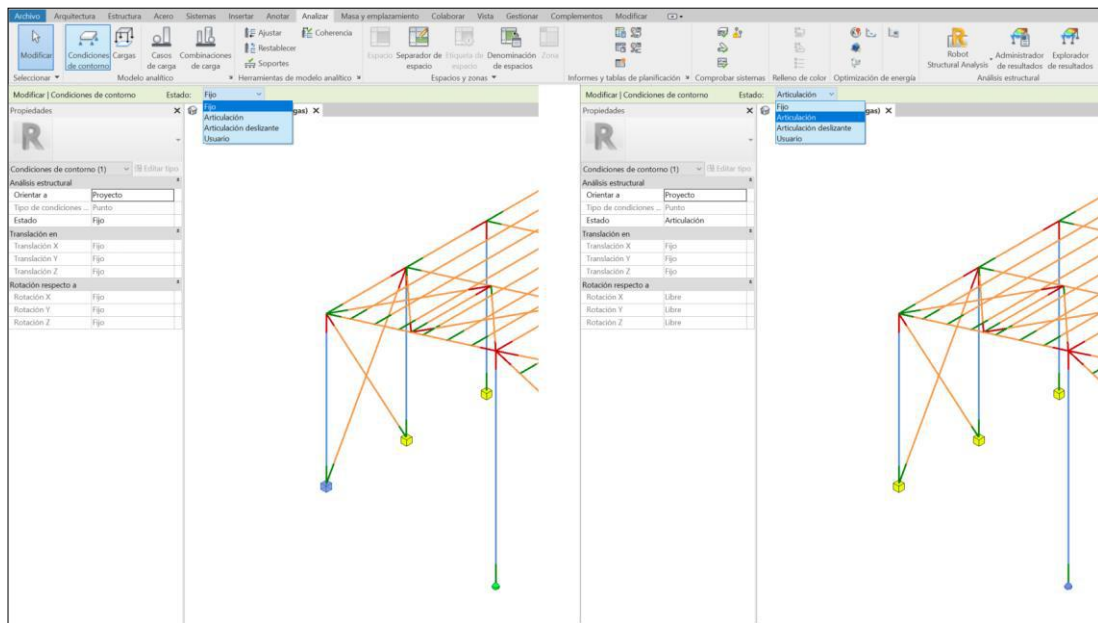 Archivo Arquitectura Estructura Acero Sistemas Insertar Anotar Analizar Masa y emplazamiento Colaborar Vista Gestionar Complementos Modificar
Modificar
Condiciones de contorno
Cargas
Casos de carga
Combinaciones de carga
Ajustar
Restablecer
Soportes
Coherencia
Espacio
Separador de espacio
Etiqueta de espacio
Denominación de espacios
Zona
Robot Structural Analysis
Administrador de resultados
Explorador de resultados
Seleccionar Modelo analítico Herramientas de modelo analítico Espacios y zonas Informes y tablas de planificación Comprobar sistemas Relleno de color Optimización de energía Análisis estructural
Modificar | Condiciones de contorno Estado: Fijo
Fijo
Articulación
Articulación deslizante
Usuario
gas)
Propiedades
R
Condiciones de contorno (1) Editar tipo
Análisis estructural
Orientar a Proyecto
Tipo de condiciones ... Punto
Estado Fijo
Translación en
Translación X Fijo
Translación Y Fijo
Translación Z Fijo
Rotación respecto a
Rotación X Fijo
Rotación Y Fijo
Rotación Z Fijo
Modificar | Condiciones de contorno Estado: Articulación
Fijo
Articulación
Articulación deslizante
Usuario
gas)
Propiedades
R
Condiciones de contorno (1) Editar tipo
Análisis estructural
Orientar a Proyecto
Tipo de condiciones ... Punto
Estado Articulación
Translación en
Translación X Fijo
Translación Y Fijo
Translación Z Fijo
Rotación respecto a
Rotación X Libre
Rotación Y Libre
Rotación Z Libre